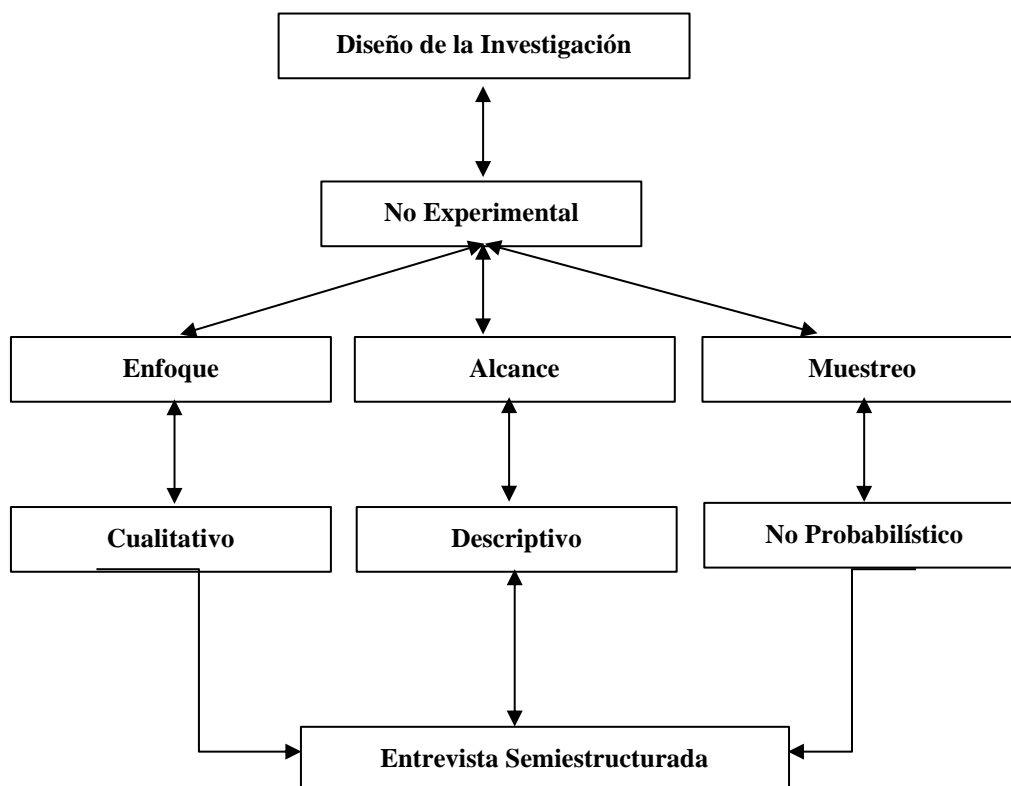 Diseño de la Investigación
No Experimental
Enfoque
Alcance
Muestreo
Cualitativo
Descriptivo
No Probabilístico
Entrevista Semiestructurada